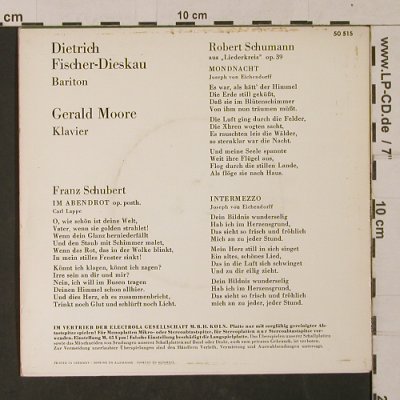 10 cm
50 515
Dietrich
Fischer-Dieskau
Bariton
Gerald Moore
Klavier
Franz Schubert
IM ABENDROT op. posth.
Carl Lappe
O, wie schön ist deine Welt,
Vater, wenn sie golden strahlet!
Wenn dein Glanz herniederfällt
Und den Staub mit Schimmer malet,
Wenn das Rot, das in der Wolke blinkt,
In mein stilles Fenster sinkt!
Könnt ich klagen, könnt ich zagen?
Irre sein an dir und mir?
Nein, ich will im Busen tragen
Deinen Himmel schon allhier.
Und dies Herz, eh es zusammenbricht,
Trinkt noch Glut und schlürft noch Licht.
Robert Schumann
aus „Liederkreis" op. 39
MONDNACHT
Joseph von Eichendorff
Es war, als hätt' der Himmel
Die Erde still geküßt,
Daß sie im Blütenschimmer
Von ihm nun träumen müßt.
Die Luft ging durch die Felder,
Die Ähren wogten sacht,
Es rauschten leis die Wälder,
so sternklar war die Nacht.
Und meine Seele spannte
Weit ihre Flügel aus,
Flog durch die stillen Lande,
Als flöge sie nach Haus.
INTERMEZZO
Joseph von Eichendorff
Dein Bildnis wunderselig
Hab ich im Herzensgrund,
Das sieht so frisch und fröhlich
Mich an zu jeder Stund.
Mein Herz still in sich singet
Ein altes, schönes Lied,
Das in die Luft sich schwinget
Und zu dir eilig zieht.
Dein Bildnis wunderselig
Hab ich im Herzensgrund,
Das sieht so frisch und fröhlich
mich an zu jeder, jeder Stund.
IM VERTRIEB DER ELECTROLA GESELLSCHAFT M. B. H. KÖLN.
www.LP-CD.de / 7"
10 cm